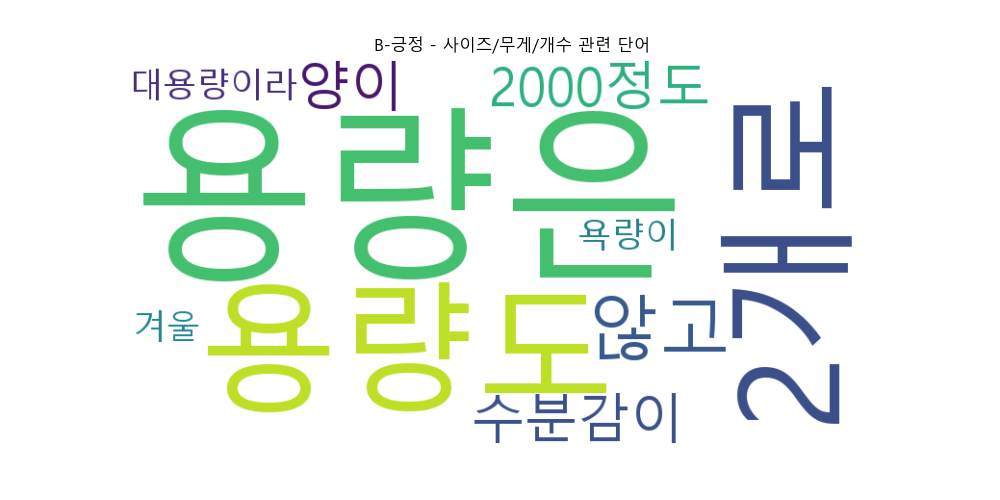 B-긍정 - 사이즈/무게/개수 관련 단어
대용량이라
양이
2000정도
용량은
2개로
욕량이
겨울
용량도
않고
수분감이